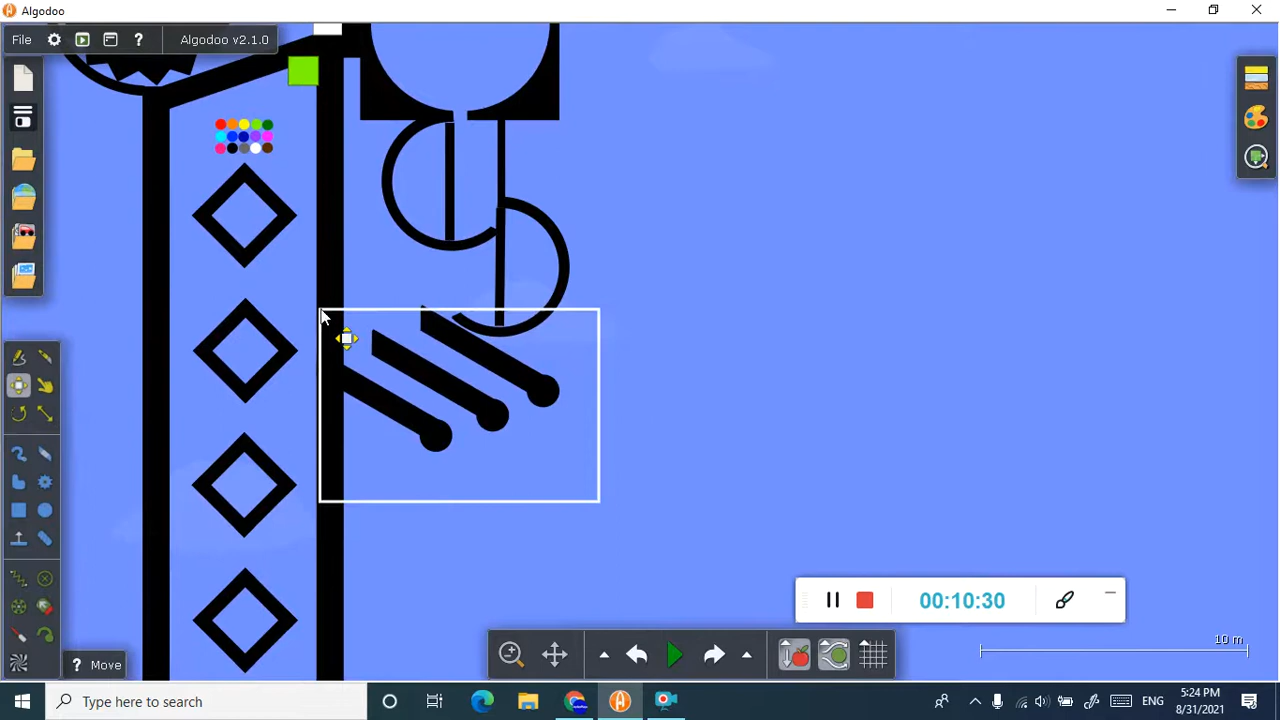 Algodoo
File ? Algodoo v2.1.0
? Move
00:10:30
10 m
Type here to search
ENG
5:24 PM
8/31/2021